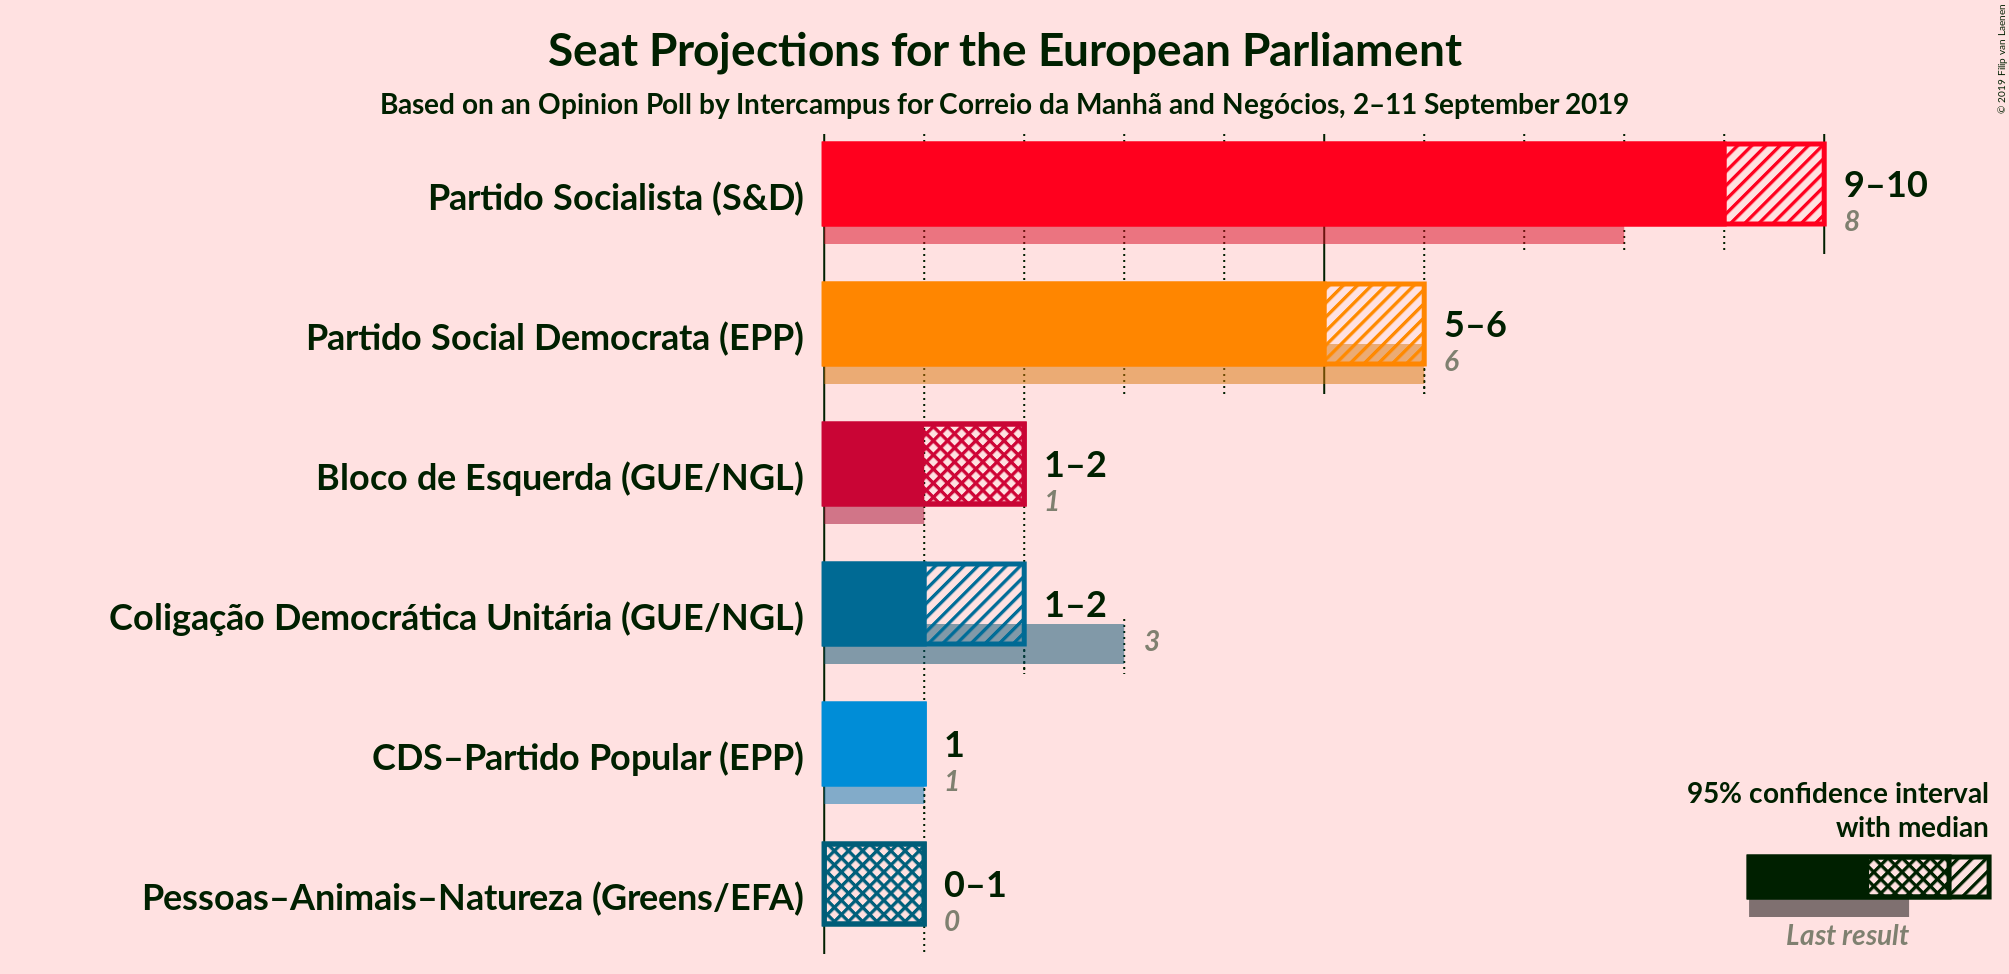 Seat Projections for the European Parliament
Based on an Opinion Poll by Intercampus for Correio da Manhã and Negócios, 2–11 September 2019
© 2019 Filip van Laenen
Partido Socialista (S&D)
9–10
8
Partido Social Democrata (EPP)
5–6
6
Bloco de Esquerda (GUE/NGL)
1–2
1
Coligação Democrática Unitária (GUE/NGL)
1–2
3
CDS–Partido Popular (EPP)
1
1
Pessoas–Animais–Natureza (Greens/EFA)
0–1
0
95% confidence interval
with median
Last result